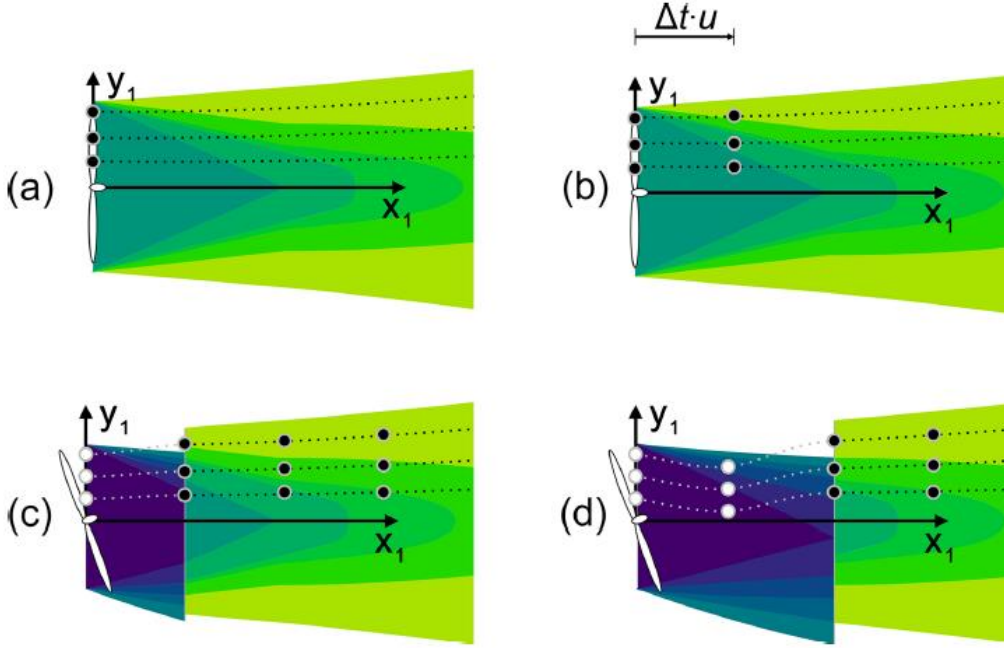 Δt·u
(a) y₁ x₁
(b) y₁ x₁
(c) y₁ x₁
(d) y₁ x₁